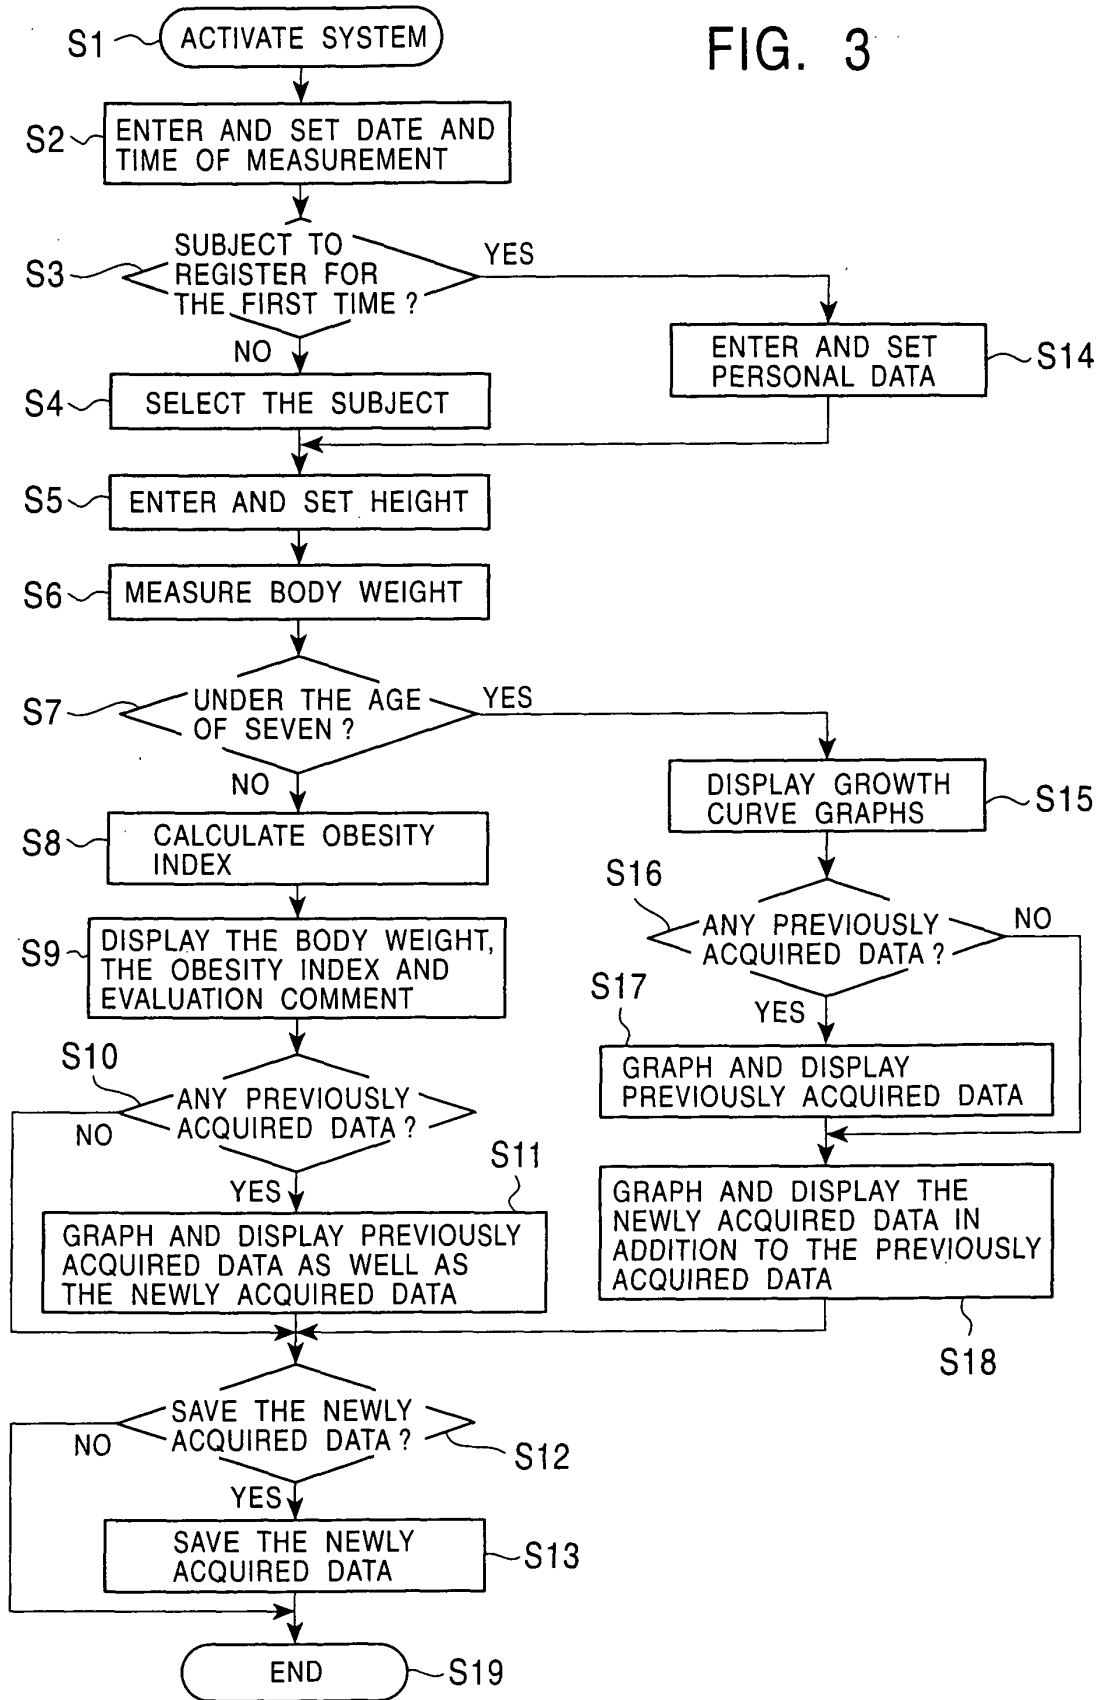 FIG. 3
S1
ACTIVATE SYSTEM
S2
ENTER AND SET DATE AND
TIME OF MEASUREMENT
S3
SUBJECT TO
REGISTER FOR
THE FIRST TIME ?
YES
NO
S14
ENTER AND SET
PERSONAL DATA
S4
SELECT THE SUBJECT
S5
ENTER AND SET HEIGHT
S6
MEASURE BODY WEIGHT
S7
UNDER THE AGE
OF SEVEN ?
YES
NO
S8
CALCULATE OBESITY
INDEX
S9
DISPLAY THE BODY WEIGHT,
THE OBESITY INDEX AND
EVALUATION COMMENT
S10
ANY PREVIOUSLY
ACQUIRED DATA ?
NO
YES
S11
GRAPH AND DISPLAY PREVIOUSLY
ACQUIRED DATA AS WELL AS
THE NEWLY ACQUIRED DATA
DISPLAY GROWTH
CURVE GRAPHS
S15
S16
ANY PREVIOUSLY
ACQUIRED DATA ?
NO
YES
S17
GRAPH AND DISPLAY
PREVIOUSLY ACQUIRED DATA
GRAPH AND DISPLAY THE
NEWLY ACQUIRED DATA IN
ADDITION TO THE PREVIOUSLY
ACQUIRED DATA
S18
SAVE THE NEWLY
ACQUIRED DATA ?
S12
NO
YES
SAVE THE NEWLY
ACQUIRED DATA
S13
END
S19